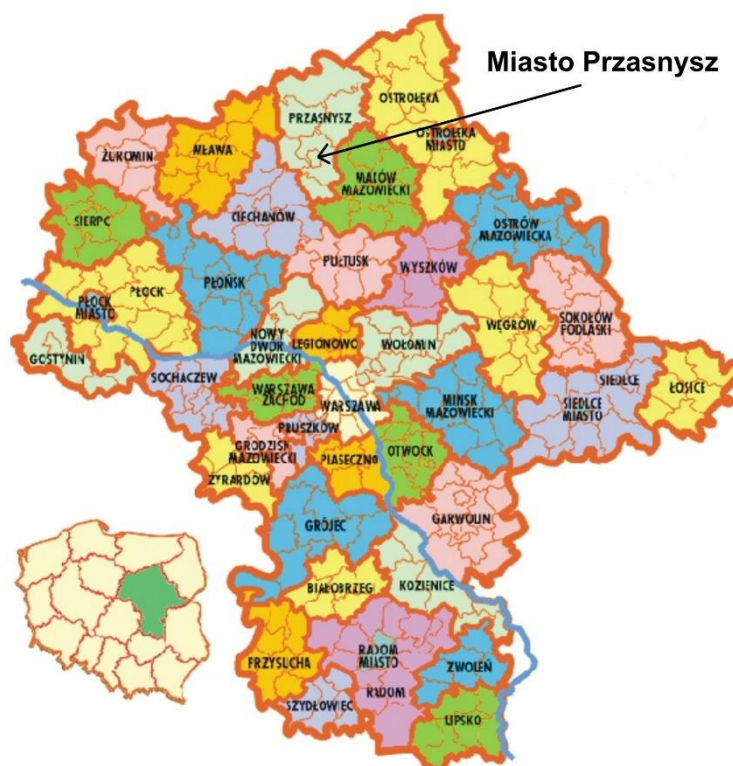 Miasto Przasnysz
OSTROŁĘKA
PRZASNYSZ
OSTROŁĘKA
MIASTO
ŻUROMIN
MŁAWA
MAKÓW
MAZOWIECKI
SIERPC
CIECHANÓW
OSTRÓW
MAZOWIECKA
PUŁTUSK
WYSZKÓW
PŁOCK
PŁOŃSK
PŁOCK
MIASTO
WĘGRÓW
SOKOŁÓW
PODLASKI
NOWY
DWÓR
MAZOWIECKI
LEGIONOWO
WOŁOMIN
GOSTYNIN
SOCHACZEW
WARSZAWA
ZACHÓD
WARSZAWA
MIŃSK
MAZOWIECKI
SIEDLCE
SIEDLCE
MIASTO
ŁOSICE
PRUSZKÓW
GRODZISK
MAZOWIECKI
PIASECZNO
OTWOCK
ŻYRARDÓW
GRÓJEC
GARWOLIN
BIAŁOBRZEGI
KOZIENICE
PRZYSUCHA
RADOM
MIASTO
ZWOLEŃ
RADOM
SZYDŁOWIEC
LIPSKO